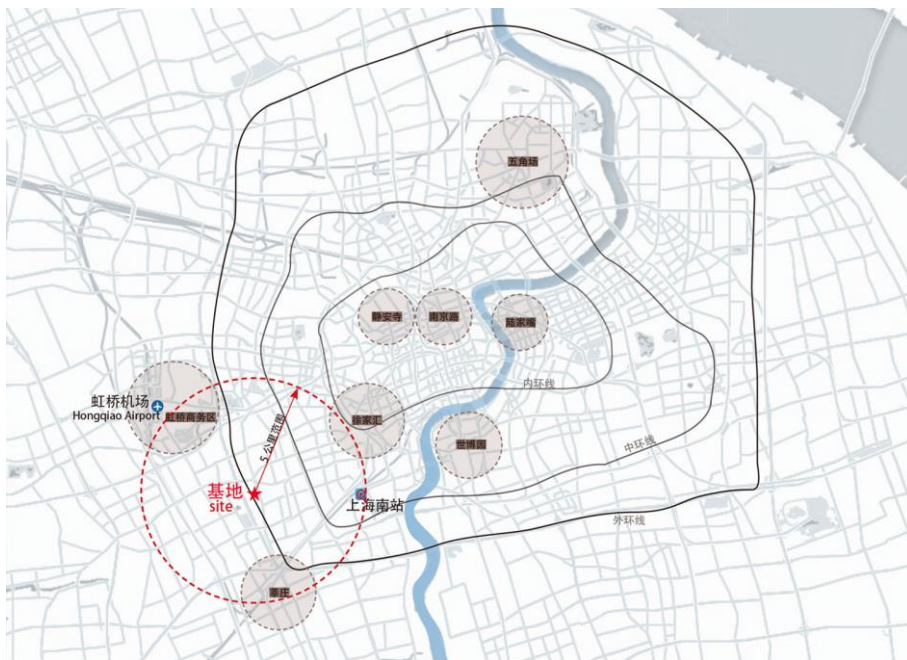 五角场
静安寺
南京路
陆家嘴
内环线
虹桥机场
Hongqiao Airport
虹桥商务区
徐家汇
5 公里范围
世博园
中环线
基地
site
上海南站
外环线
莘庄